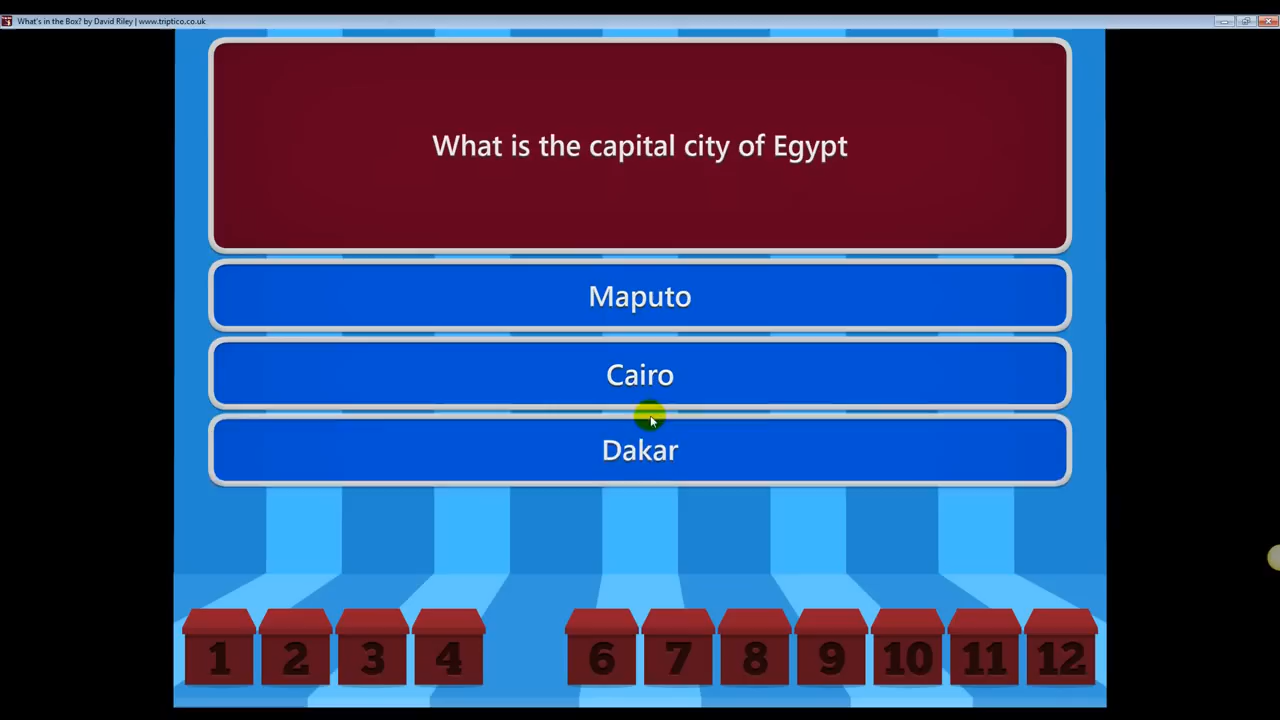 What's in the Box? by David Riley | www.triptico.co.uk
What is the capital city of Egypt
Maputo
Cairo
Dakar
1 2 3 4 6 7 8 9 10 11 12